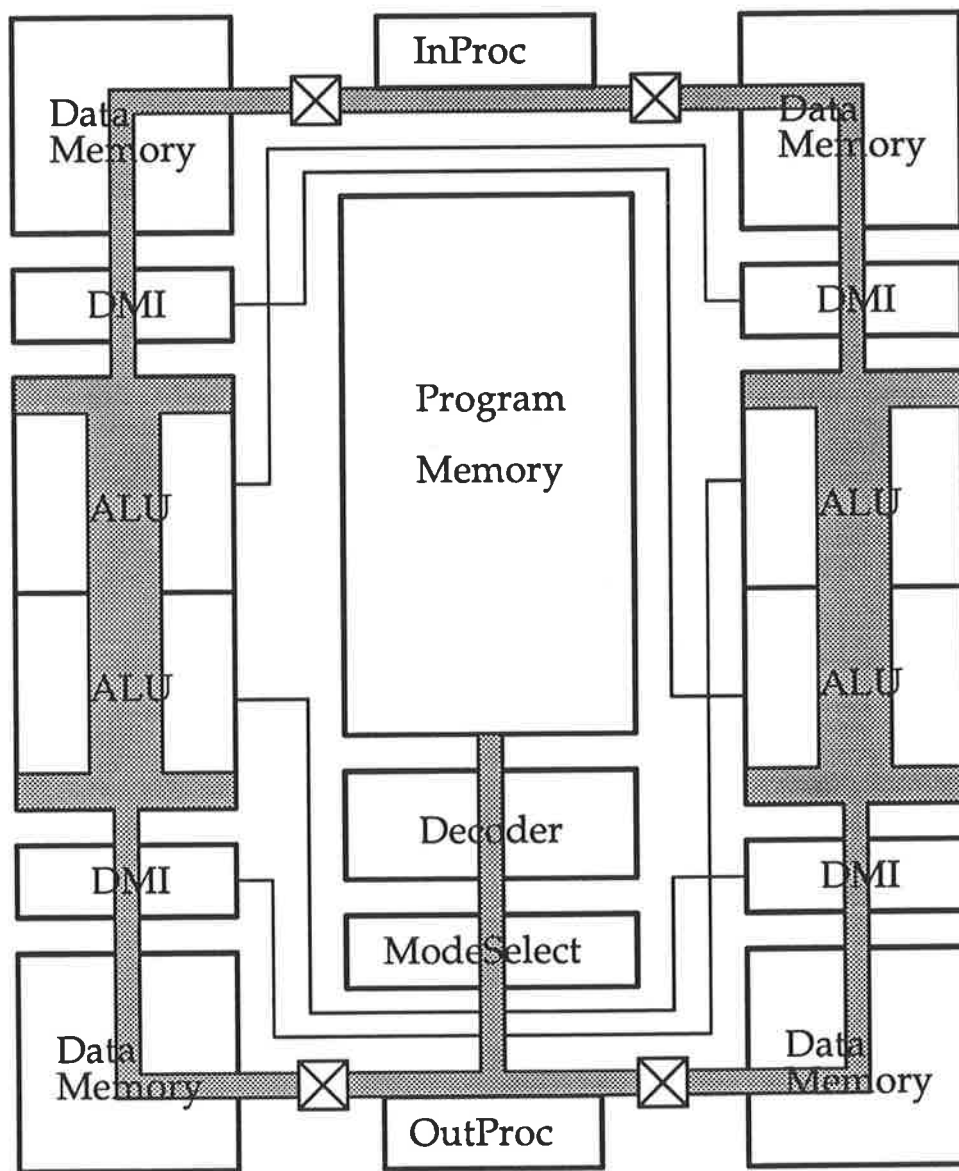 InProc
Data
Memory
Data
Memory
DMI
DMI
Program
Memory
ALU
ALU
ALU
ALU
Decoder
DMI
DMI
ModeSelect
Data
Memory
Data
Memory
OutProc